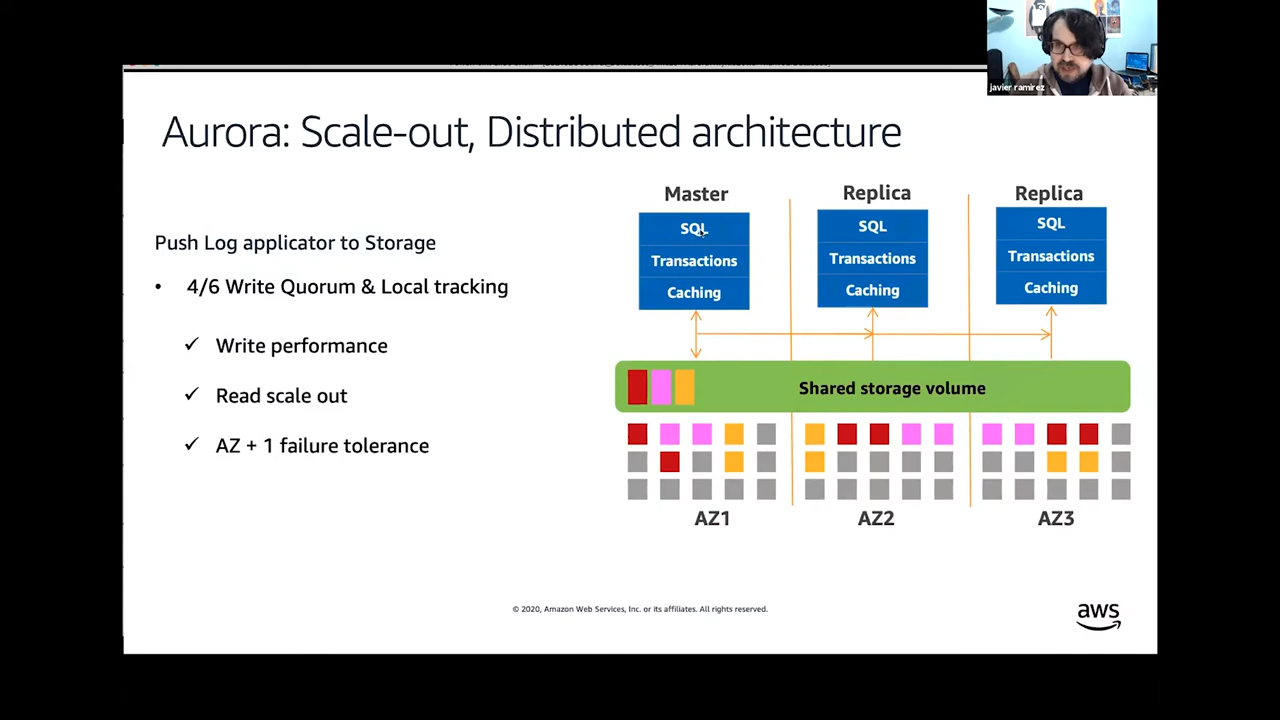 javier ramirez
Aurora: Scale-out, Distributed architecture
Push Log applicator to Storage
• 4/6 Write Quorum & Local tracking
✓ Write performance
✓ Read scale out
✓ AZ + 1 failure tolerance
Master
Replica
Replica
SQL
Transactions
Caching
SQL
Transactions
Caching
SQL
Transactions
Caching
Shared storage volume
AZ1
AZ2
AZ3
© 2020, Amazon Web Services, Inc. or its affiliates. All rights reserved.
aws